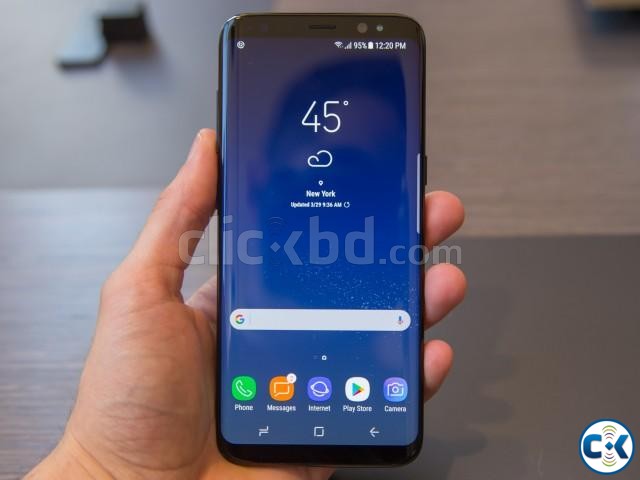 95% 12:20 PM
45°
New York
Updated 3/29 9:36 AM
clickbd.com
G
Phone
Messages
Internet
Play Store
Camera
CK